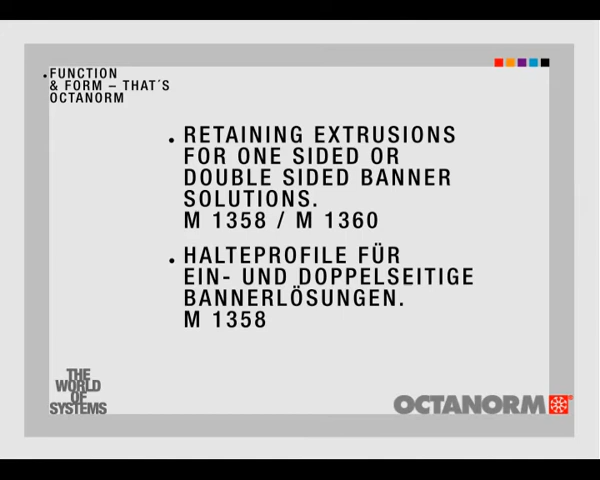 .FUNCTION
& FORM – THAT´S
OCTANORM
. RETAINING EXTRUSIONS
FOR ONE SIDED OR
DOUBLE SIDED BANNER
SOLUTIONS.
M 1358 / M 1360
. HALTEPROFILE FÜR
EIN- UND DOPPELSEITIGE
BANNERLÖSUNGEN.
M 1358
THE
WORLD
OF
SYSTEMS
OCTANORM